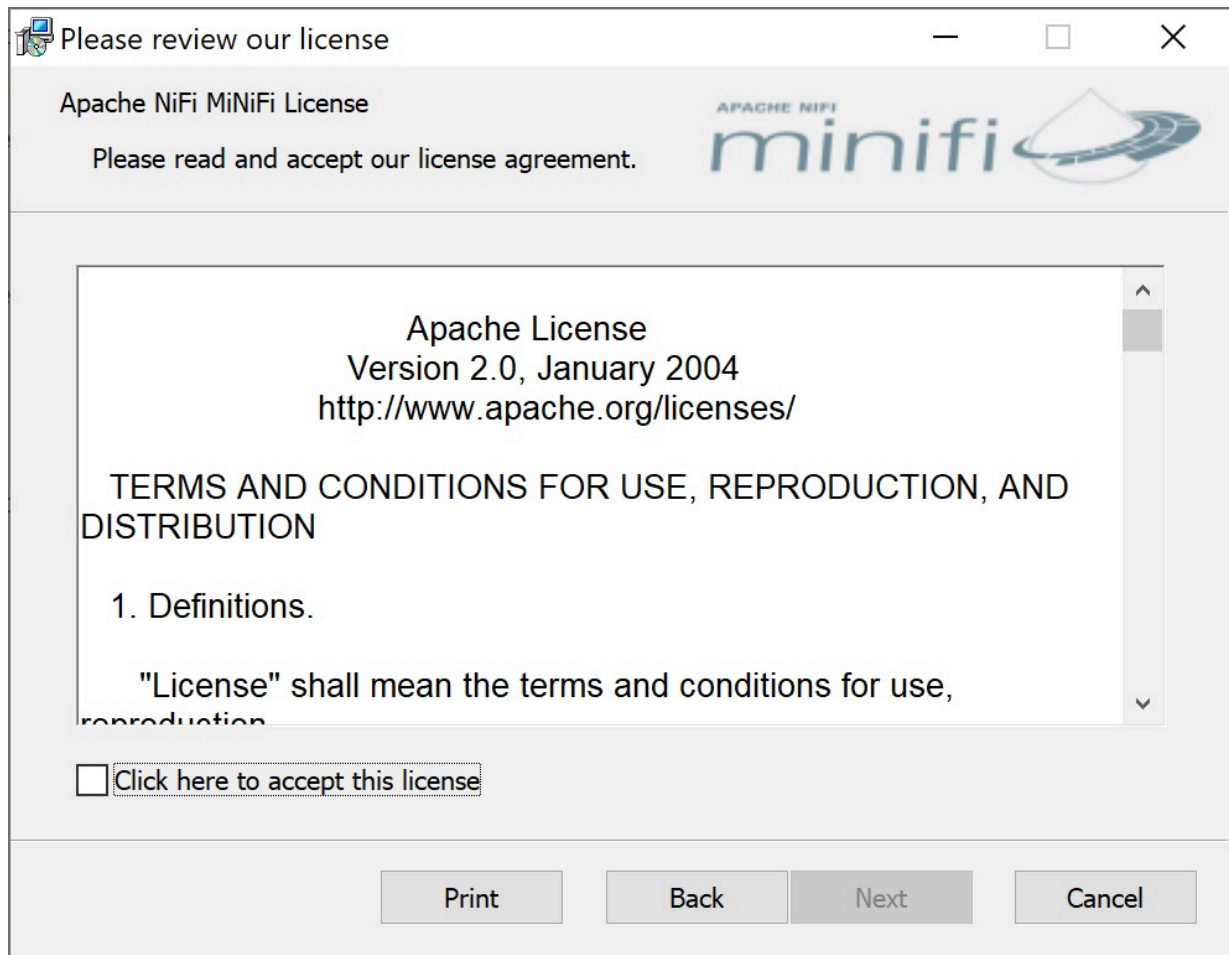 Please review our license
Apache NiFi MiNiFi License
Please read and accept our license agreement.
APACHE NIFI
minifi
Apache License
Version 2.0, January 2004
http://www.apache.org/licenses/
TERMS AND CONDITIONS FOR USE, REPRODUCTION, AND
DISTRIBUTION
1. Definitions.
"License" shall mean the terms and conditions for use,
reproduction
Click here to accept this license
Print
Back
Next
Cancel